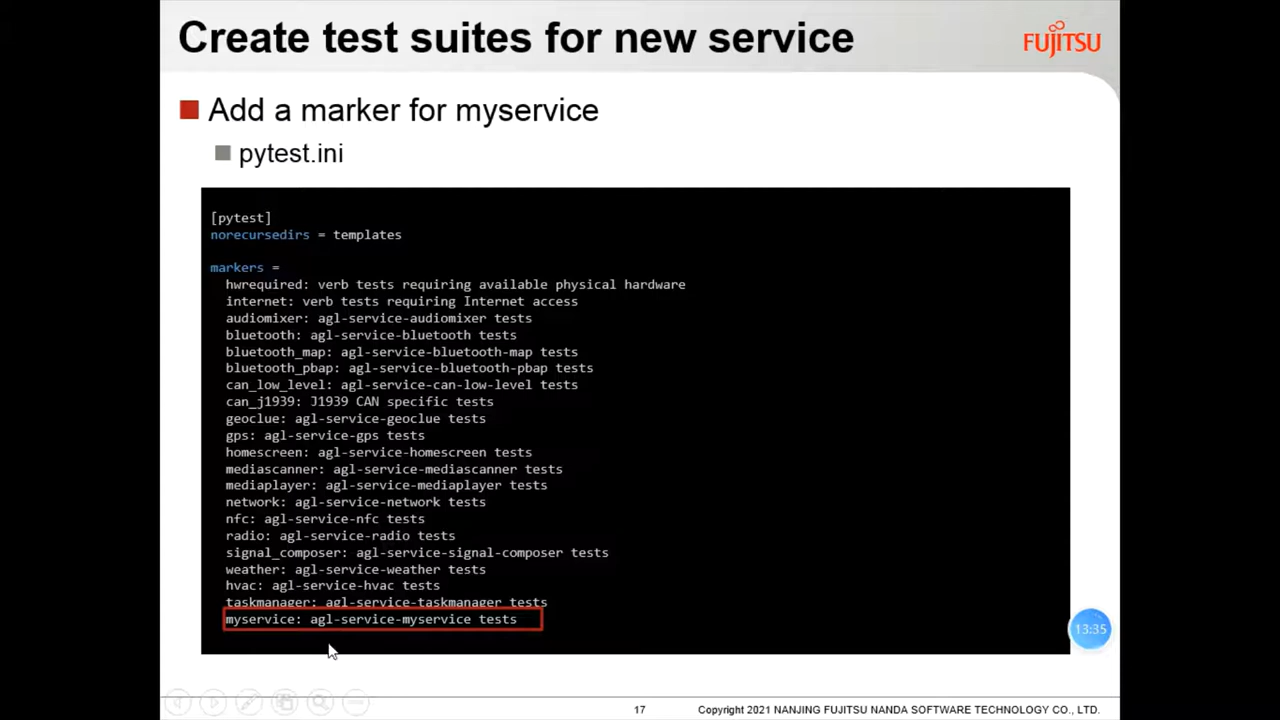 Create test suites for new service
FUJITSU
Add a marker for myservice
pytest.ini
[pytest]
norecursedirs = templates
markers =
hwrequired: verb tests requiring available physical hardware
internet: verb tests requiring Internet access
audiomixer: agl-service-audiomixer tests
bluetooth: agl-service-bluetooth tests
bluetooth_map: agl-service-bluetooth-map tests
bluetooth_pbap: agl-service-bluetooth-pbap tests
can_low_level: agl-service-can-low-level tests
can_j1939: J1939 CAN specific tests
geoclue: agl-service-geoclue tests
gps: agl-service-gps tests
homescreen: agl-service-homescreen tests
mediascanner: agl-service-mediascanner tests
mediaplayer: agl-service-mediaplayer tests
network: agl-service-network tests
nfc: agl-service-nfc tests
radio: agl-service-radio tests
signal_composer: agl-service-signal-composer tests
weather: agl-service-weather tests
hvac: agl-service-hvac tests
taskmanager: agl-service-taskmanager tests
myservice: agl-service-myservice tests
13:35
17
Copyright 2021 NANJING FUJITSU NANDA SOFTWARE TECHNOLOGY CO., LTD.